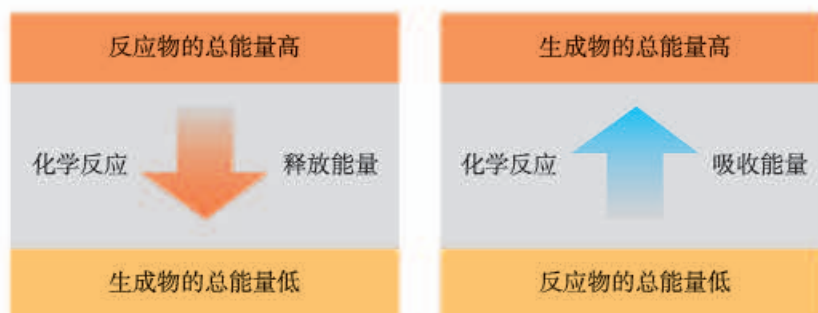 反应物的总能量高
化学反应
释放能量
生成物的总能量低
生成物的总能量高
化学反应
吸收能量
反应物的总能量低